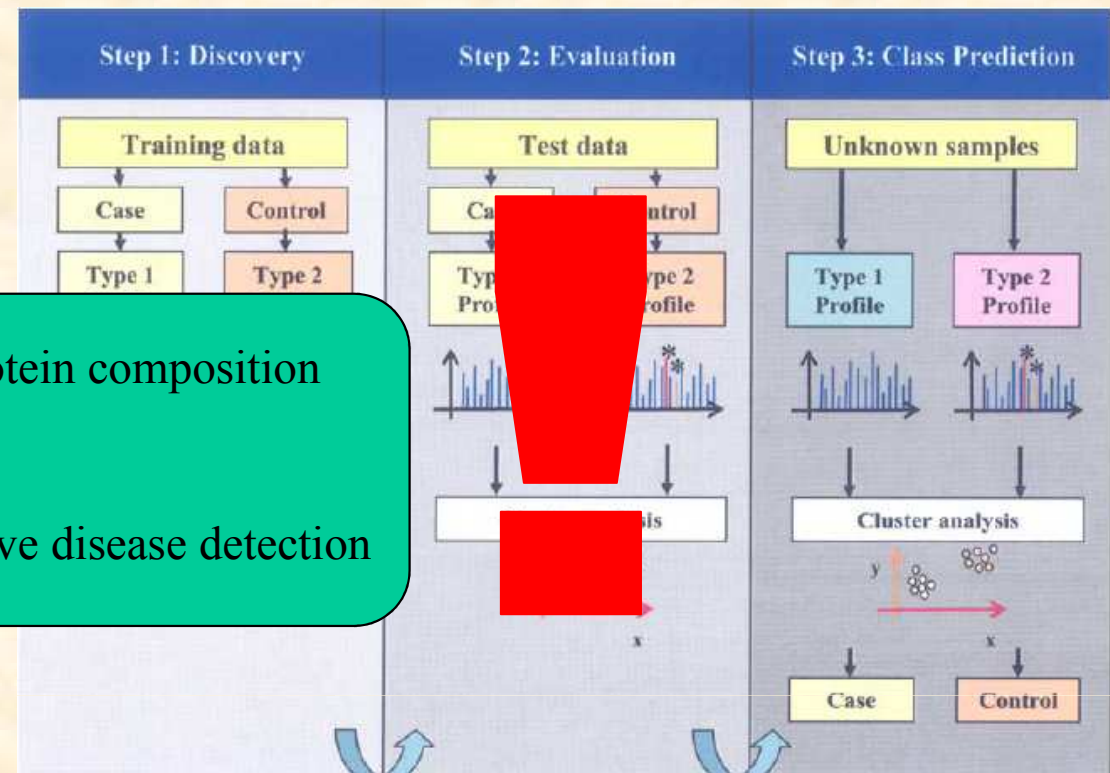 Step 1: Discovery
Training data
Case Control
Type 1 Type 2
otein composition
ve disease detection
Step 2: Evaluation
Test data
Ca ntrol
Typ ype 2
Pro rofile
* *
sis
x
Step 3: Class Prediction
Unknown samples
Type 1 Type 2
Profile Profile
* *
Cluster analysis
y
x
Case Control